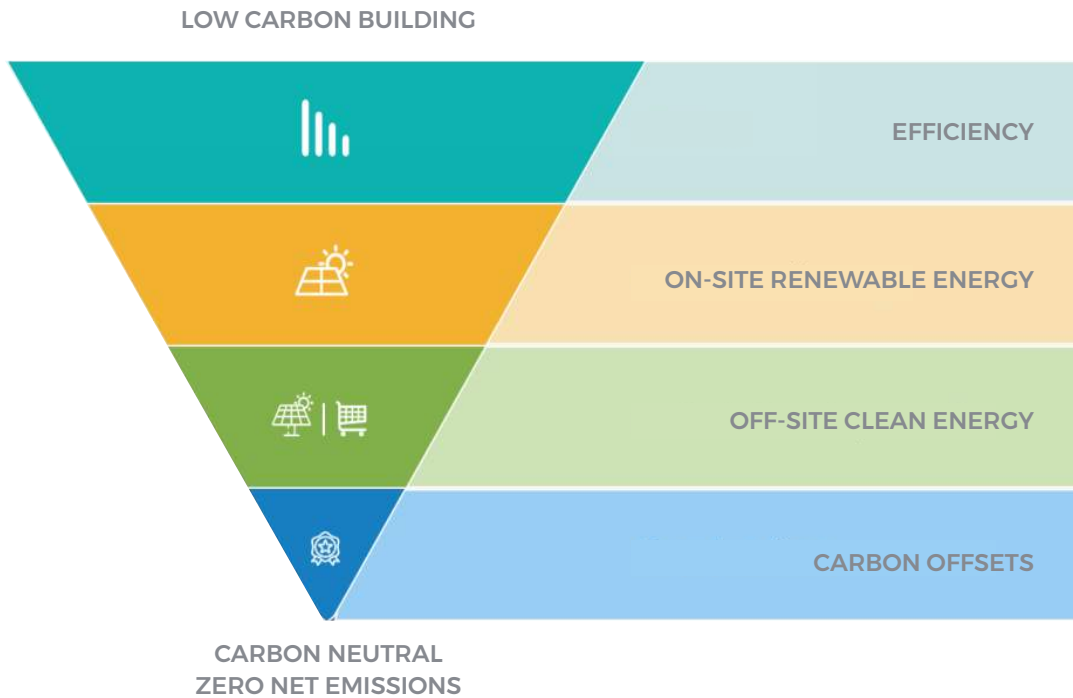 LOW CARBON BUILDING
EFFICIENCY
ON-SITE RENEWABLE ENERGY
OFF-SITE CLEAN ENERGY
CARBON OFFSETS
CARBON NEUTRAL
ZERO NET EMISSIONS